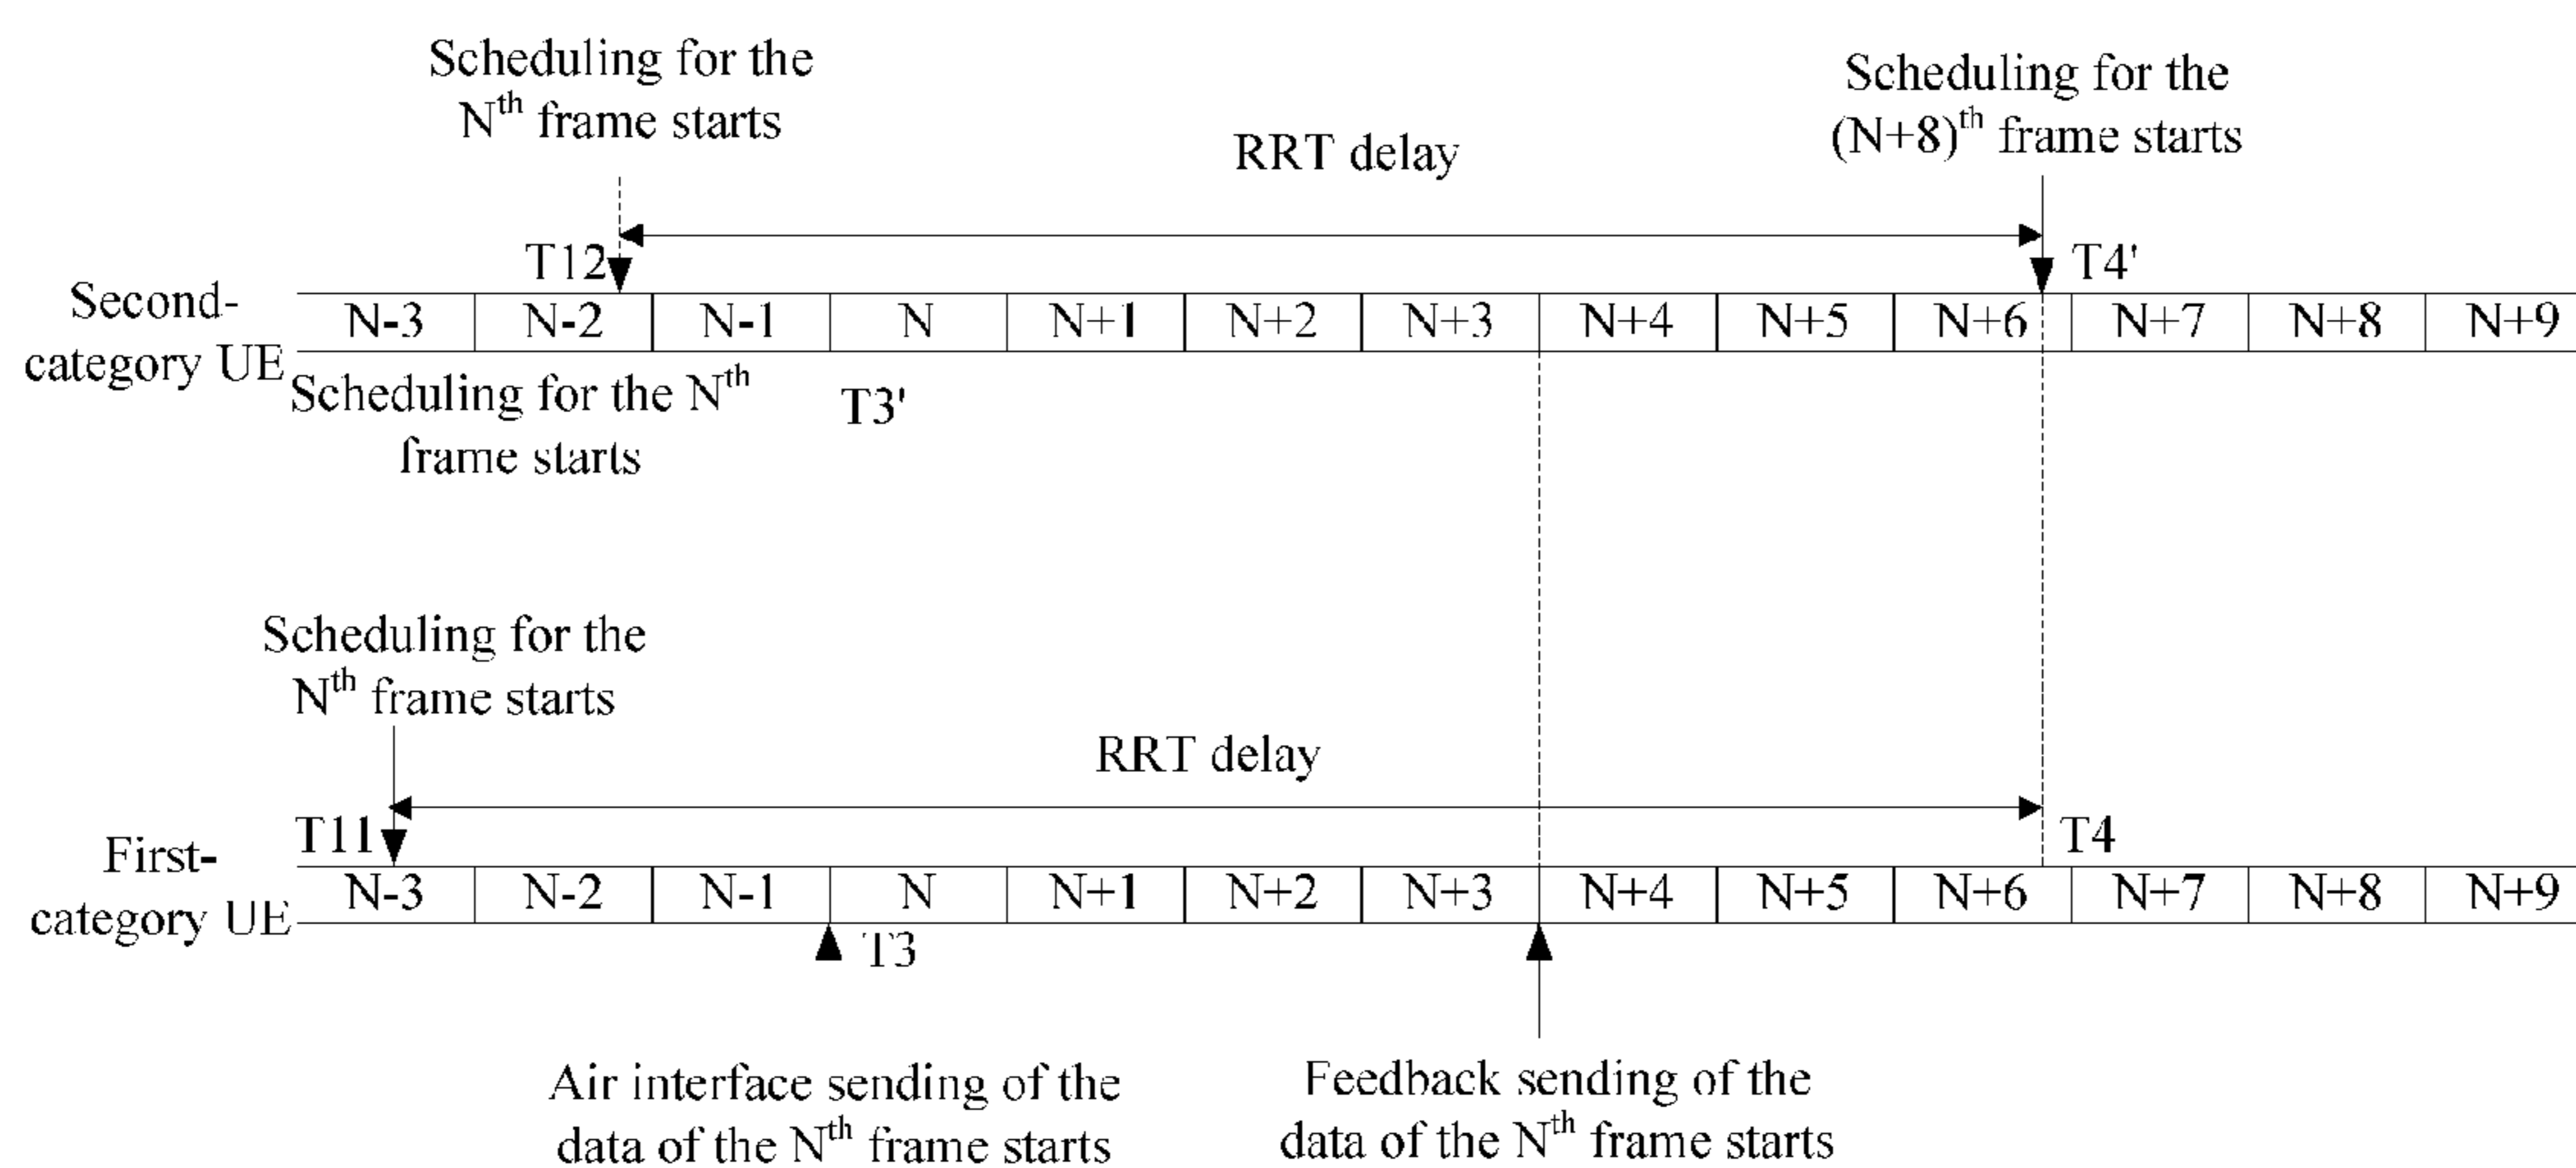 Scheduling for the
Nth frame starts
Scheduling for the
(N+8)th frame starts
RRT delay
T12
T4'
Second-
category UE
N-3 N-2 N-1 N N+1 N+2 N+3 N+4 N+5 N+6 N+7 N+8 N+9
Scheduling for the Nth
frame starts
T3'
Scheduling for the
Nth frame starts
RRT delay
T11
T4
First-
category UE
N-3 N-2 N-1 N N+1 N+2 N+3 N+4 N+5 N+6 N+7 N+8 N+9
T3
Air interface sending of the
data of the Nth frame starts
Feedback sending of the
data of the Nth frame starts